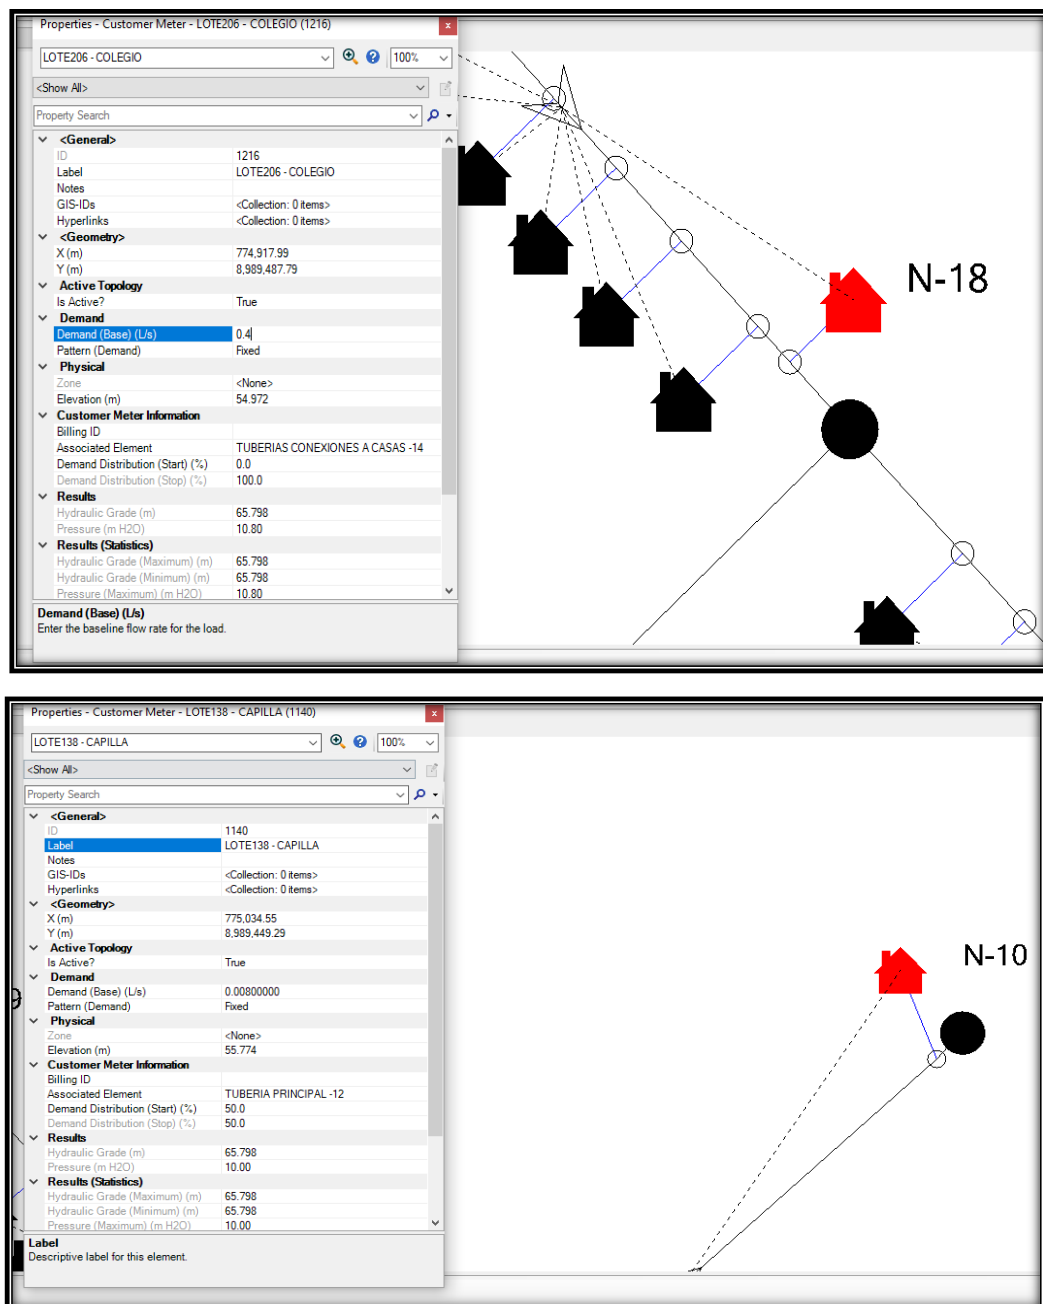 Properties - Customer Meter - LOTE206 - COLEGIO (1216)
x
LOTE206 - COLEGIO
100%
<Show All>
Property Search
<General>
ID 1216
Label LOTE206 - COLEGIO
Notes
GIS-IDs <Collection: 0 items>
Hyperlinks <Collection: 0 items>
<Geometry>
X (m) 774,917.99
Y (m) 8,989,487.79
Active Topology
Is Active? True
Demand
Demand (Base) (L/s) 0.4
Pattern (Demand) Fixed
Physical
Zone <None>
Elevation (m) 54.972
Customer Meter Information
Billing ID
Associated Element TUBERIAS CONEXIONES A CASAS -14
Demand Distribution (Start) (%) 0.0
Demand Distribution (Stop) (%) 100.0
Results
Hydraulic Grade (m) 65.798
Pressure (m H2O) 10.80
Results (Statistics)
Hydraulic Grade (Maximum) (m) 65.798
Hydraulic Grade (Minimum) (m) 65.798
Pressure (Maximum) (m H2O) 10.80
Demand (Base) (L/s)
Enter the baseline flow rate for the load.
N-18
Properties - Customer Meter - LOTE138 - CAPILLA (1140)
x
LOTE138 - CAPILLA
100%
<Show All>
Property Search
<General>
ID 1140
Label LOTE138 - CAPILLA
Notes
GIS-IDs <Collection: 0 items>
Hyperlinks <Collection: 0 items>
<Geometry>
X (m) 775,034.55
Y (m) 8,989,449.29
Active Topology
Is Active? True
Demand
Demand (Base) (L/s) 0.00800000
Pattern (Demand) Fixed
Physical
Zone <None>
Elevation (m) 55.774
Customer Meter Information
Billing ID
Associated Element TUBERIA PRINCIPAL -12
Demand Distribution (Start) (%) 50.0
Demand Distribution (Stop) (%) 50.0
Results
Hydraulic Grade (m) 65.798
Pressure (m H2O) 10.00
Results (Statistics)
Hydraulic Grade (Maximum) (m) 65.798
Hydraulic Grade (Minimum) (m) 65.798
Pressure (Maximum) (m H2O) 10.00
Label
Descriptive label for this element.
N-10